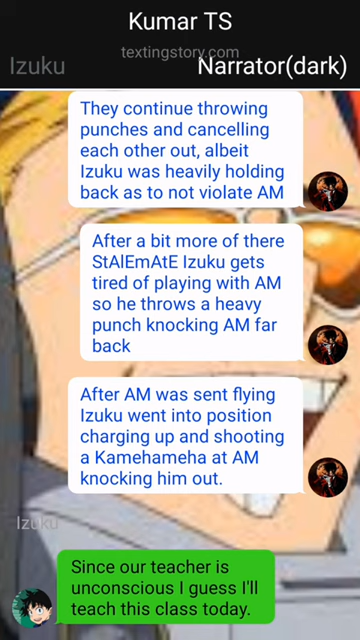 Kumar TS
textingstory.com
Izuku
Narrator(dark)
They continue throwing
punches and cancelling
each other out, albeit
Izuku was heavily holding
back as to not violate AM
After a bit more of there
StAlEmAtE Izuku gets
tired of playing with AM
so he throws a heavy
punch knocking AM far
back
After AM was sent flying
Izuku went into position
charging up and shooting
a Kamehameha at AM
knocking him out.
Izuku
Since our teacher is
unconscious I guess I'll
teach this class today.